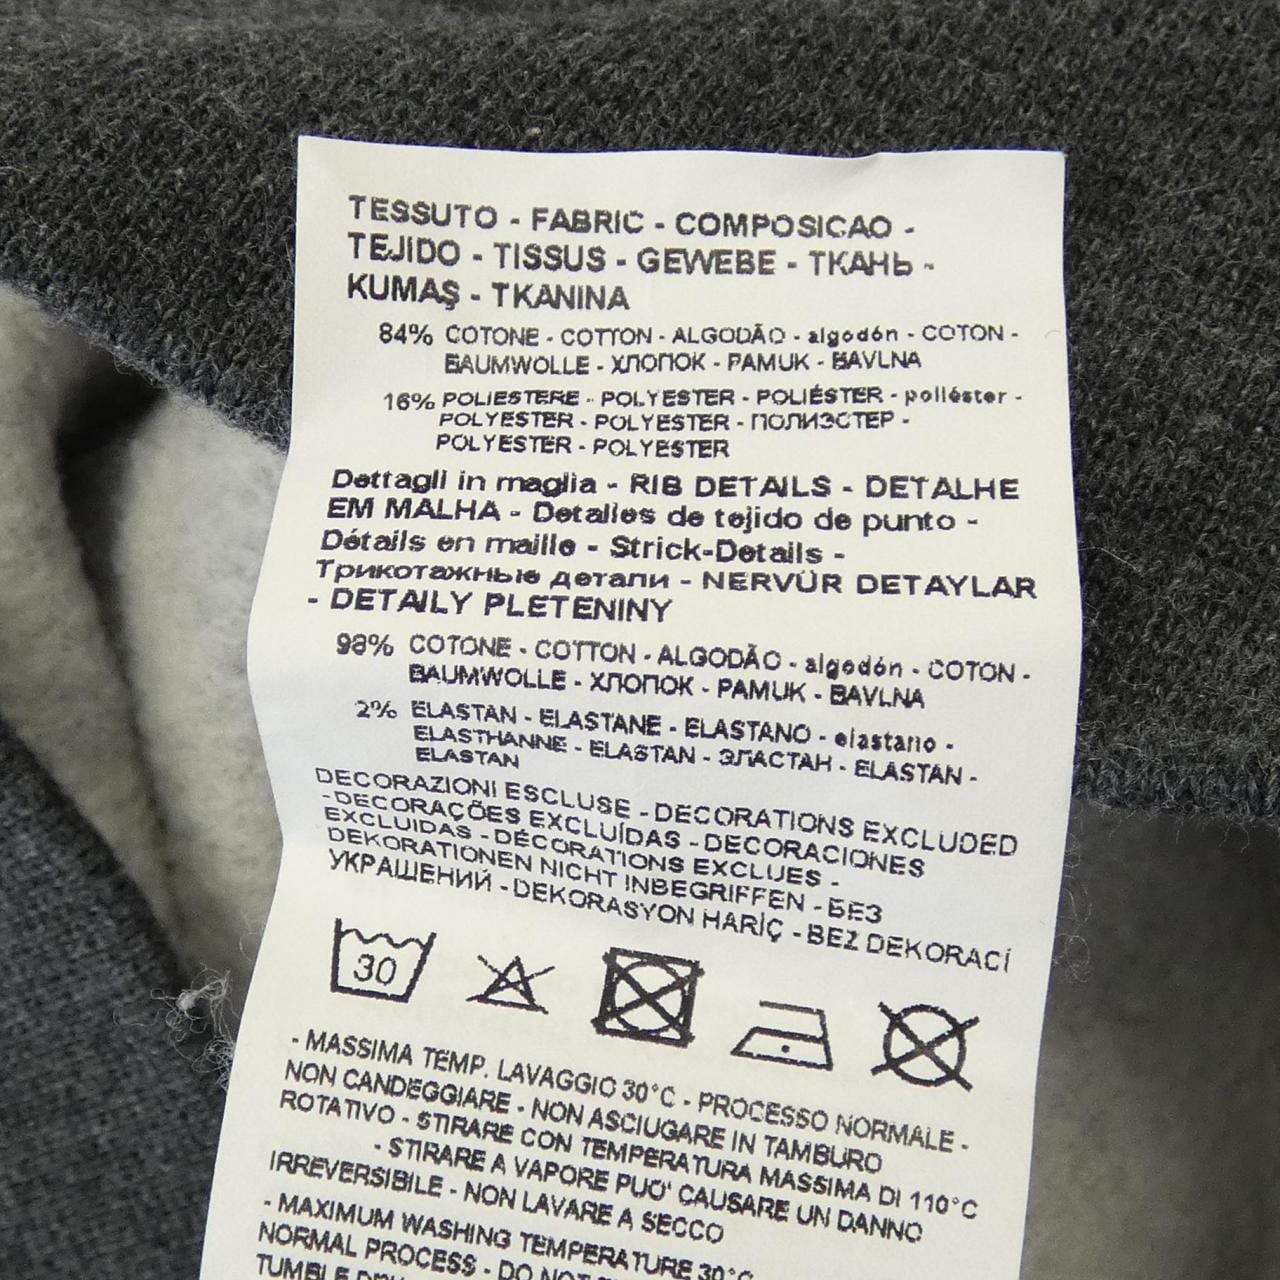 TESSUTO - FABRIC - COMPOSICAO -
TEJIDO - TISSUS - GEWEBE - ТКАНЬ -
KUMAŞ - TKANINA
84% COTONE - COTTON - ALGODÃO - algodón - COTON -
BAUMWOLLE - ХЛОПОК - PAMUK - BAVLNA
16% POLIESTERE - POLYESTER - POLIÉSTER - poliéster -
POLYESTER - POLYESTER - ПОЛИЭСТЕР -
POLYESTER - POLYESTER
Dettagli in maglia - RIB DETAILS - DETALHE
EM MALHA - Detalles de tejido de punto -
Détails en maille - Strick-Details -
Трикотажные детали - NERVÜR DETAYLAR
- DETAILY PLETENINY
98% COTONE - COTTON - ALGODÃO - algodón - COTON -
BAUMWOLLE - ХЛОПОК - PAMUK - BAVLNA
2% ELASTAN - ELASTANE - ELASTANO - elastano -
ELASTHANNE - ELASTAN - ЭЛАСТАН - ELASTAN -
ELASTAN
DECORAZIONI ESCLUSE - DECORATIONS EXCLUDED
- DECORAÇÕES EXCLUÍDAS - DECORACIONES
EXCLUIDAS - DÉCORATIONS EXCLUES -
DEKORATIONEN NICHT INBEGRIFFEN - БЕЗ
УКРАШЕНИЙ - DEKORASYON HARİÇ - BEZ DEKORACÍ
30
- MASSIMA TEMP. LAVAGGIO 30°C - PROCESSO NORMALE -
NON CANDEGGIARE - NON ASCIUGARE IN TAMBURO
ROTATIVO - STIRARE CON TEMPERATURA MASSIMA DI 110°C
- STIRARE A VAPORE PUO' CAUSARE UN DANNO
IRREVERSIBILE - NON LAVARE A SECCO
- MAXIMUM WASHING TEMPERATURE 30°C
NORMAL PROCESS - DO NOT
TUMBLE